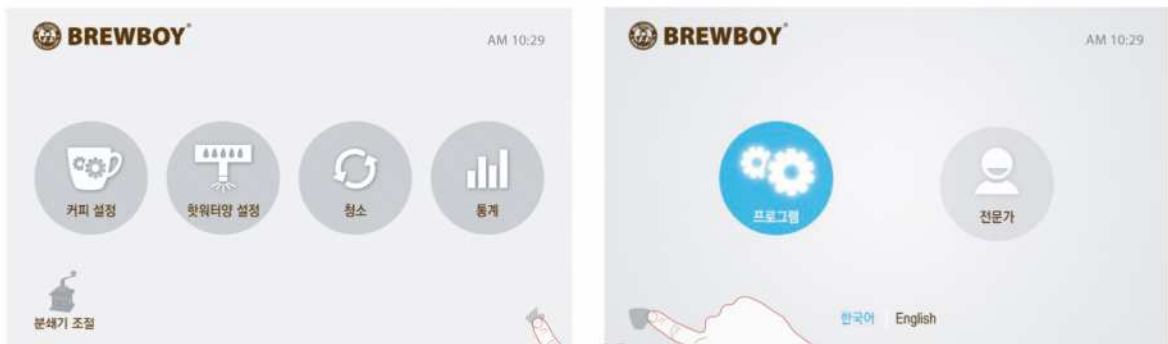 BREWBOY®
AM 10:29
커피 설정
핫워터양 설정
청소
통계
분쇄기 조절
BREWBOY®
AM 10:29
프로그램
전문가
한국어 English